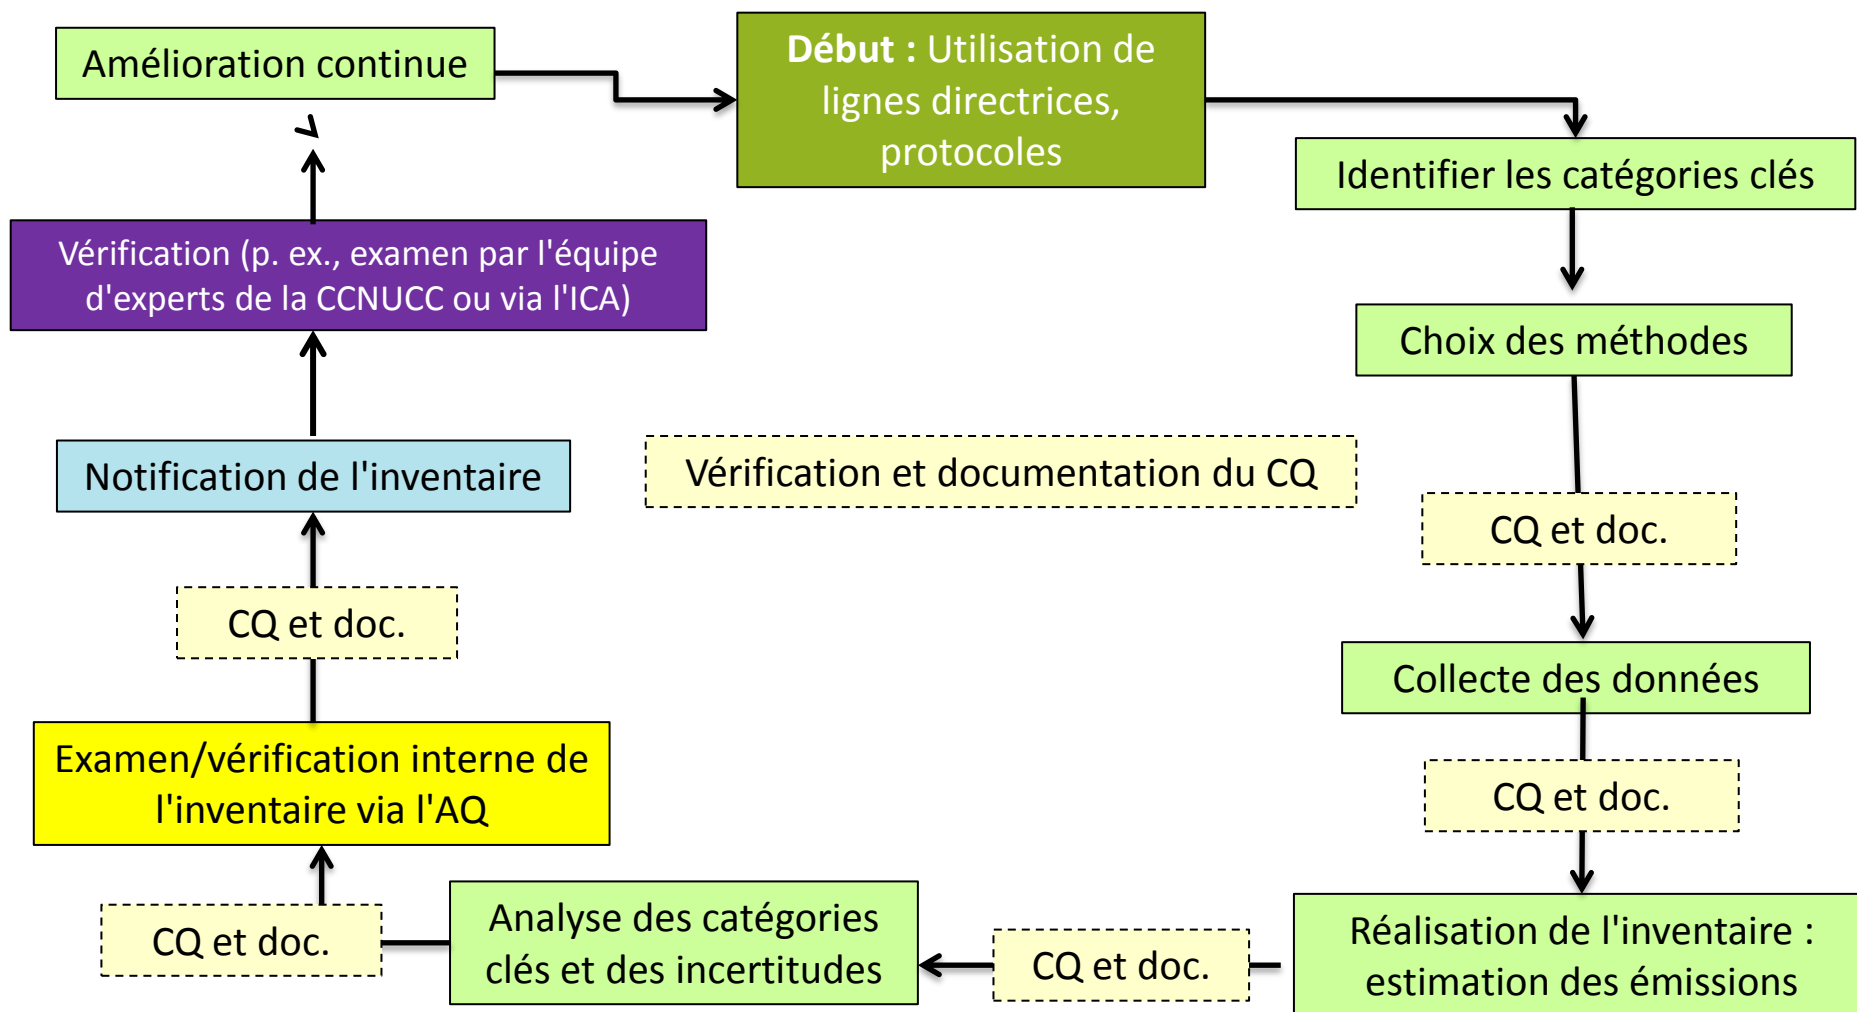 Amélioration continue
Début : Utilisation de
lignes directrices,
protocoles
Identifier les catégories clés
Vérification (p. ex., examen par l'équipe
d'experts de la CCNUCC ou via l'ICA)
Choix des méthodes
Notification de l'inventaire
Vérification et documentation du CQ
CQ et doc.
CQ et doc.
Collecte des données
Examen/vérification interne de
l'inventaire via l'AQ
CQ et doc.
Analyse des catégories
clés et des incertitudes
CQ et doc.
CQ et doc.
Réalisation de l'inventaire :
estimation des émissions